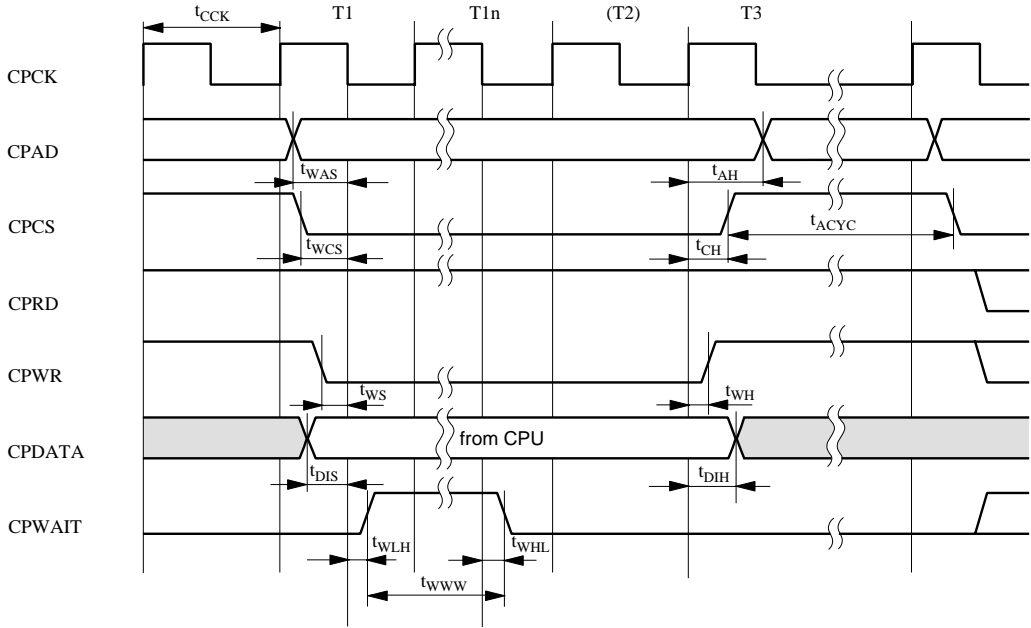 tCCK T1 T1n (T2) T3
CPCK
CPAD
tWAS tAH
CPCS
tACYC
tWCS tCH
CPRD
CPWR
tWS tWH
from CPU
CPDATA
tDIS tDIH
CPWAIT
tWLH tWHL
tWWW